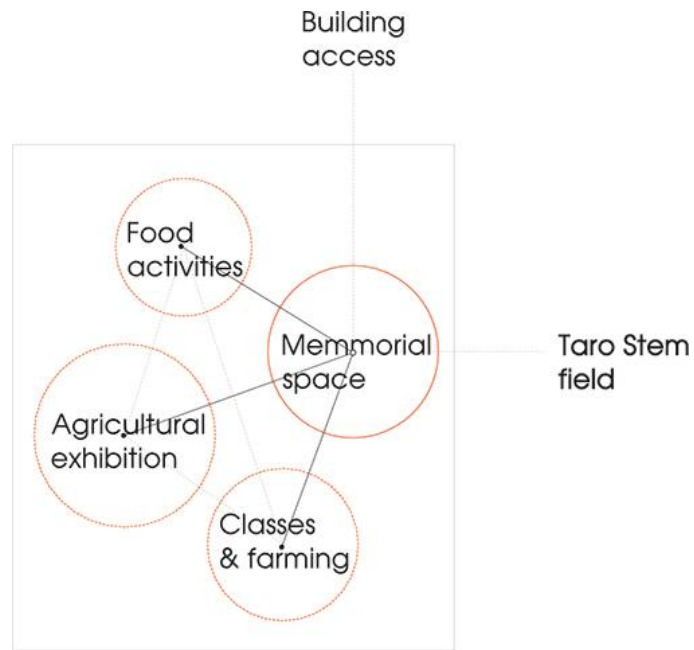 Building
access
Food
activities
Memmorial
space
Taro Stem
field
Agricultural
exhibition
Classes
& farming